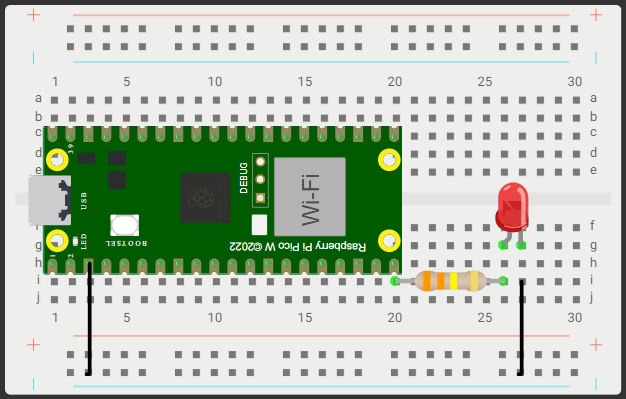 1 5 10 15 20 25 30
a a
b b
c c
d d
e e
39
DEBUG
Wi-Fi
USB
LED
BOOTSEL
Raspberry Pi Pico W ©2022
1 2
f f
g g
h h
i i
j j
1 5 10 15 20 25 30